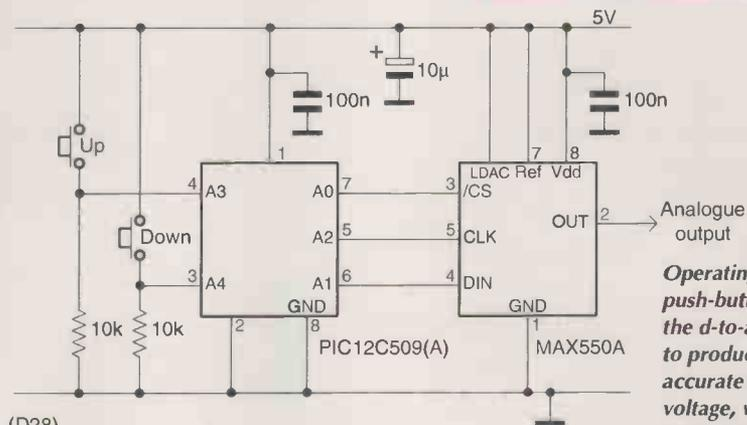 5V
+
10µ
100n
100n
Up
1
7 8
LDAC Ref Vdd
4 A3
A0 7
3 /CS
OUT 2
Analogue
output
Down
A2 5
5 CLK
3 A4
A1 6
4 DIN
GND
GND
10k
10k
2
8
PIC12C509(A)
1
MAX550A
Operatin
push-but
the d-to-a
to produc
accurate
voltage, v
(D28)